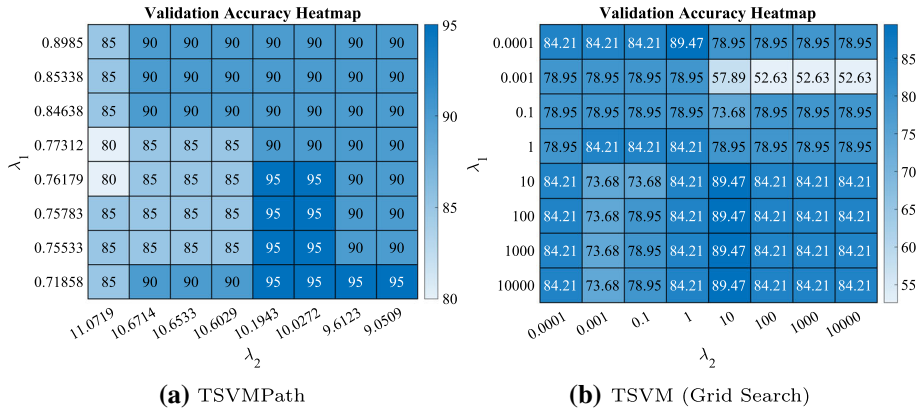 Validation Accuracy Heatmap
λ1
0.8985 85 90 90 90 90 90 90 90
0.85338 85 90 90 90 90 90 90 90
0.84638 85 90 90 90 90 90 90 90
0.77312 80 85 85 85 90 90 90 90
0.76179 80 85 85 85 95 95 90 90
0.75783 85 85 85 85 95 95 90 90
0.75533 85 85 85 85 95 95 90 90
0.71858 85 90 90 90 95 95 95 95
11.0719 10.6714 10.6533 10.6029 10.1943 10.0272 9.6123 9.0509
λ2
95
90
85
80
(a) TSVMPath
Validation Accuracy Heatmap
λ1
0.0001 84.21 84.21 84.21 89.47 78.95 78.95 78.95 78.95
0.001 78.95 78.95 78.95 78.95 57.89 52.63 52.63 52.63
0.1 78.95 78.95 78.95 78.95 73.68 78.95 78.95 78.95
1 78.95 84.21 84.21 84.21 78.95 78.95 78.95 78.95
10 84.21 73.68 73.68 84.21 89.47 84.21 84.21 84.21
100 84.21 73.68 78.95 84.21 89.47 84.21 84.21 84.21
1000 84.21 73.68 78.95 84.21 89.47 84.21 84.21 84.21
10000 84.21 73.68 78.95 84.21 89.47 84.21 84.21 84.21
0.0001 0.001 0.1 1 10 100 1000 10000
λ2
85
80
75
70
65
60
55
(b) TSVM (Grid Search)